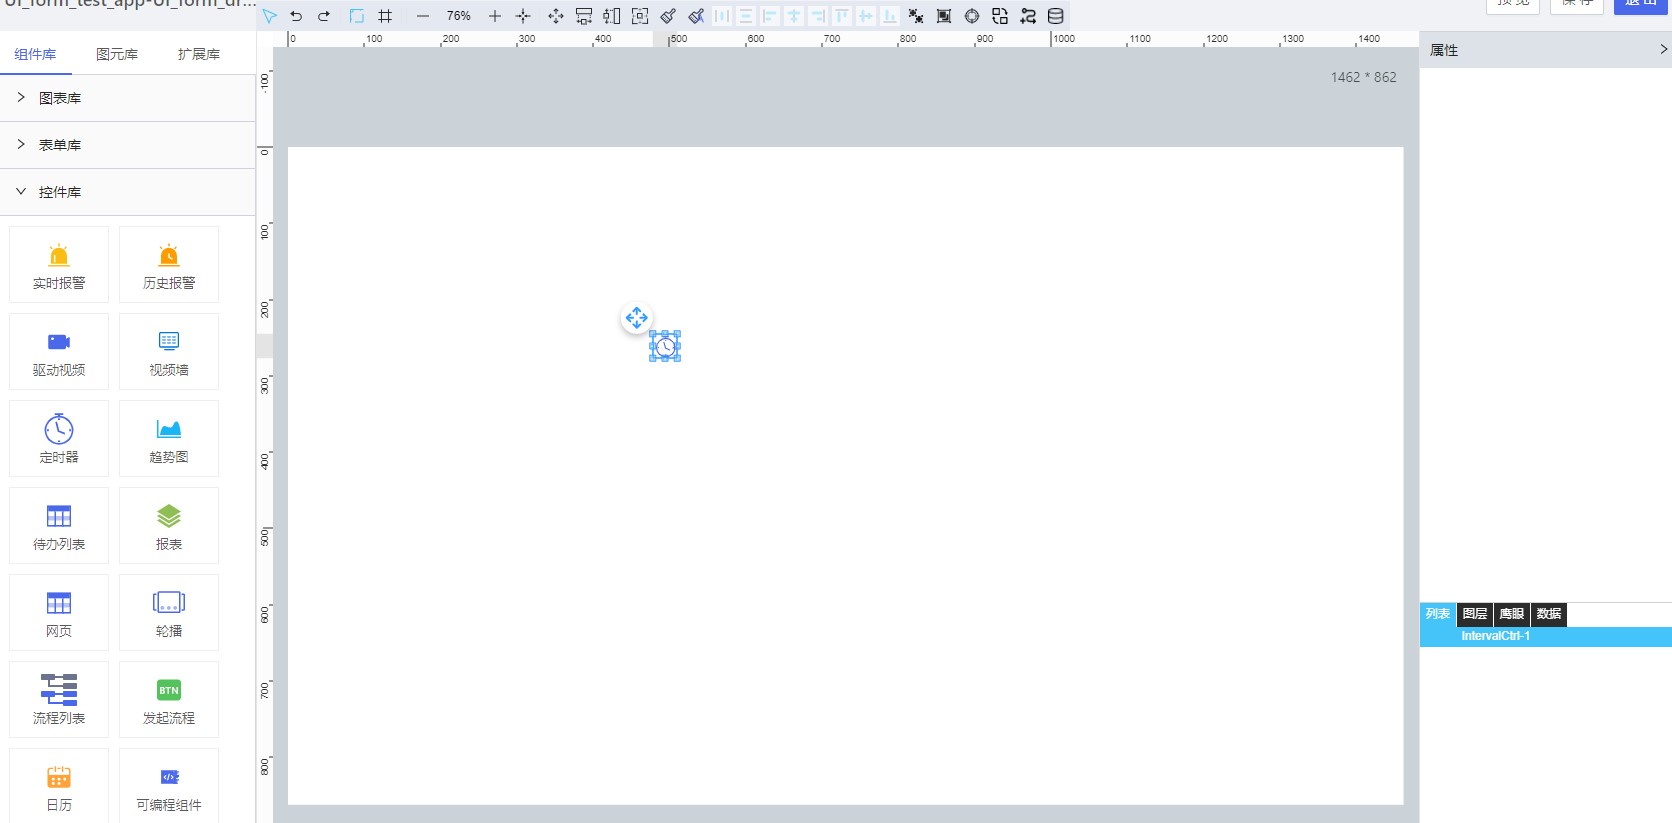 ui_form_test_app-ui_form_dr...
76%
预 览
保 存
退 出
组件库
图元库
扩展库
0
100
200
300
400
500
600
700
800
900
1000
1100
1200
1300
1400
属性
1462 * 862
-100
0
100
200
300
400
500
600
700
800
图表库
表单库
控件库
实时报警
历史报警
驱动视频
视频墙
定时器
趋势图
待办列表
报表
网页
轮播
流程列表
BTN
发起流程
日历
可编程组件
列表
图层
鹰眼
数据
IntervalCtrl-1